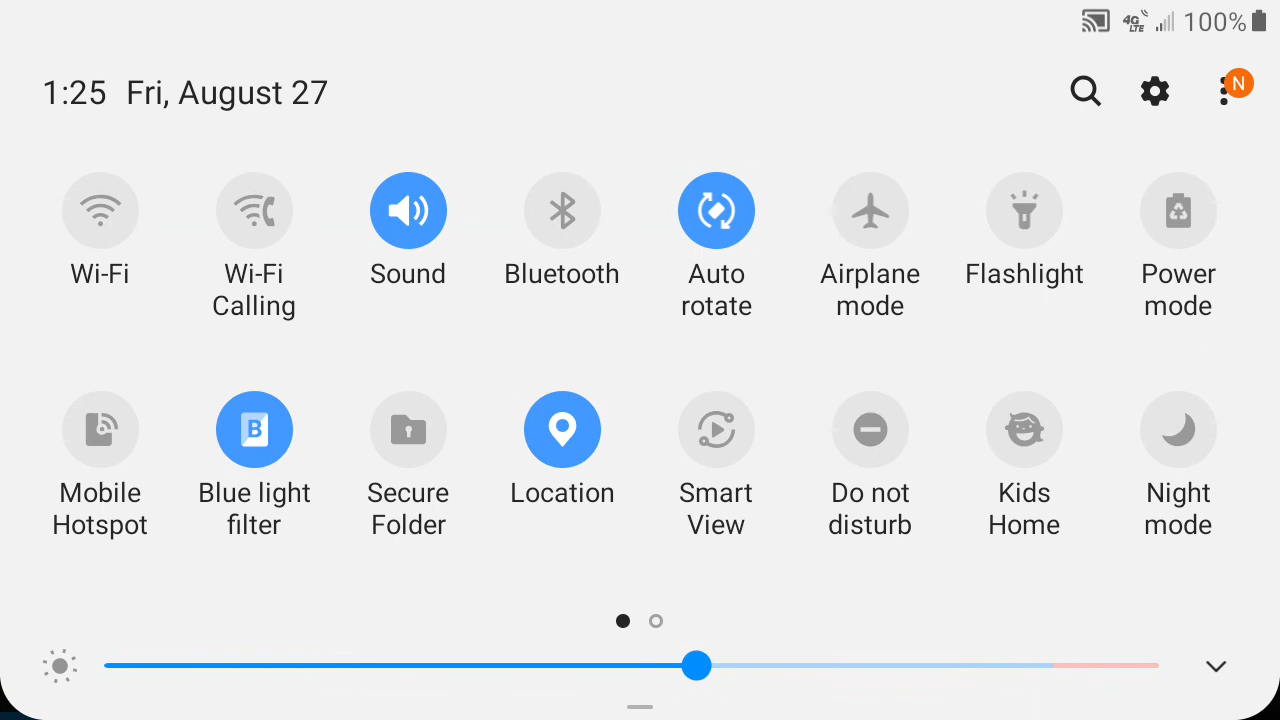 4G LTE 100%
1:25 Fri, August 27
N
Wi-Fi Wi-Fi Sound Bluetooth Auto Airplane Flashlight Power
Calling rotate mode mode
Mobile Blue light Secure Location Smart Do not Kids Night
Hotspot filter Folder View disturb Home mode
B